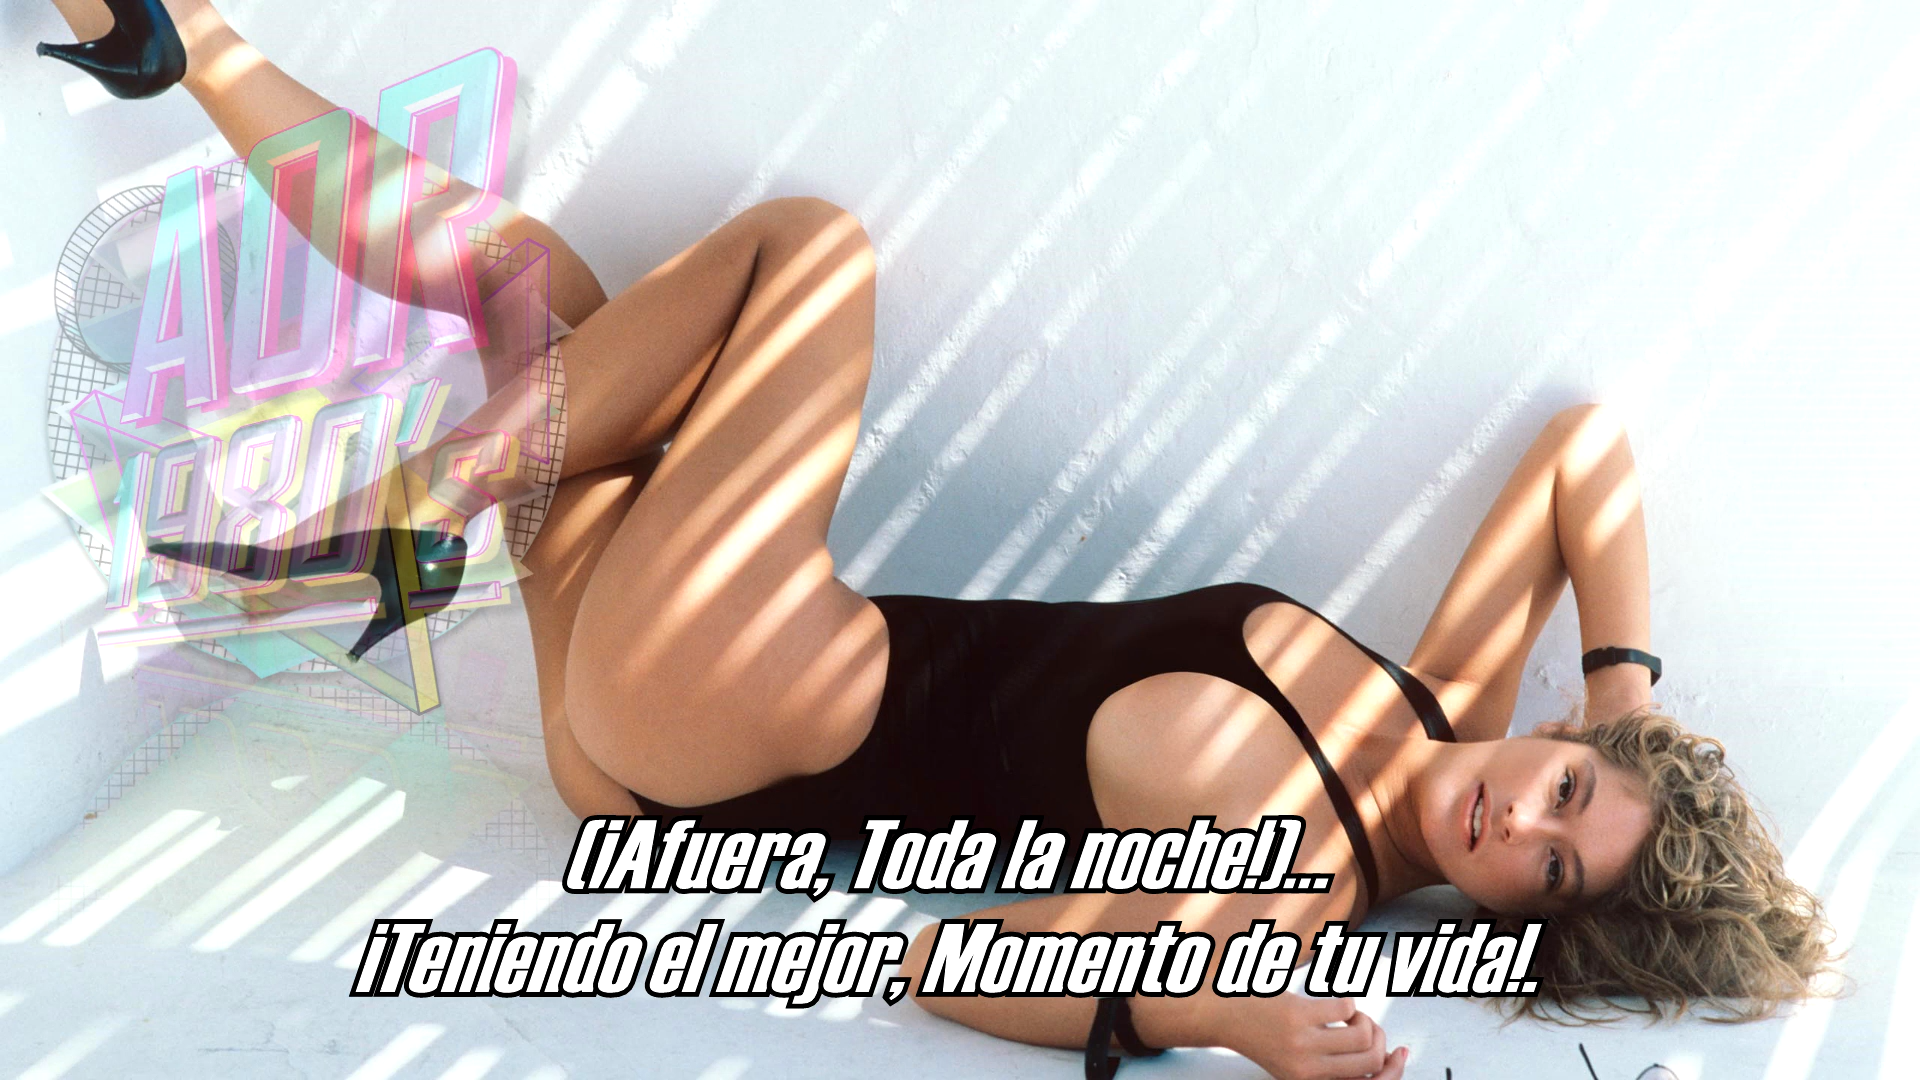 AOR
1980's
(¡Afuera, Toda la noche!)...
¡Teniendo el mejor, Momento de tu vida!.